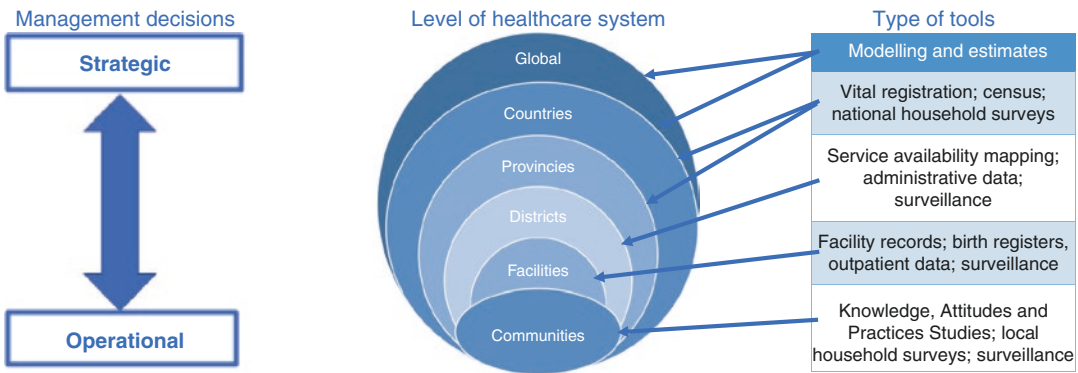 Management decisions
Strategic
Operational
Level of healthcare system
Global
Countries
Provinces
Districts
Facilities
Communities
Type of tools
Modelling and estimates
Vital registration; census;
national household surveys
Service availability mapping;
administrative data;
surveillance
Facility records; birth registers,
outpatient data; surveillance
Knowledge, Attitudes and
Practices Studies; local
household surveys; surveillance